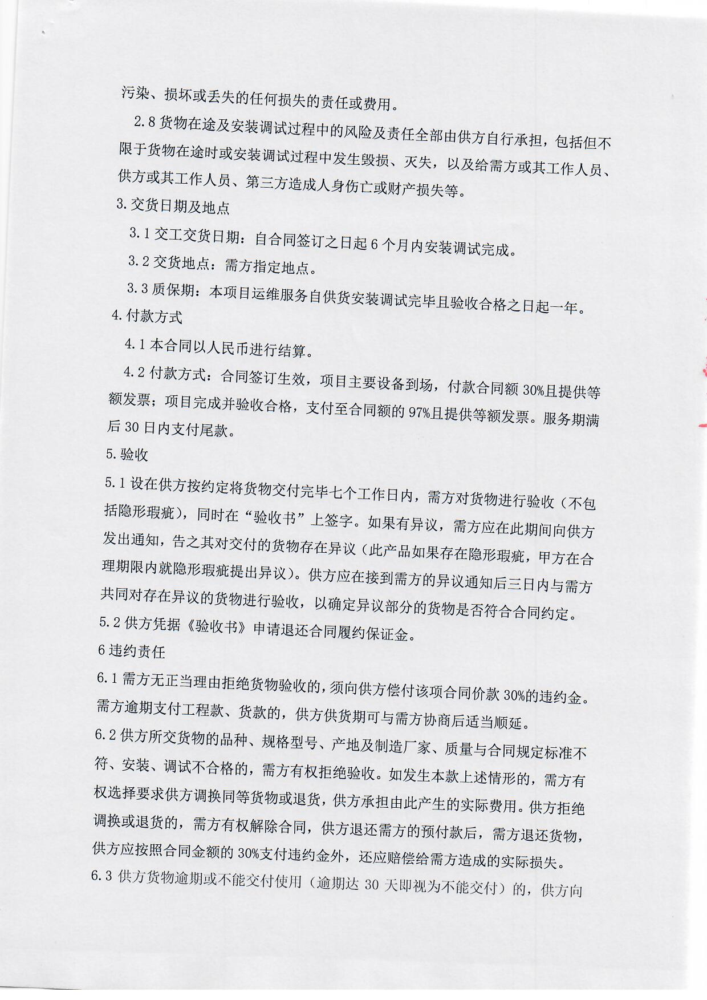 污染、损坏或丢失的任何损失的责任或费用。
2.8 货物在途及安装调试过程中的风险及责任全部由供方自行承担，包括但不
限于货物在途时或安装调试过程中发生毁损、灭失，以及给需方或其工作人员、
供方或其工作人员、第三方造成人身伤亡或财产损失等。
3.交货日期及地点
3.1 交工交货日期：自合同签订之日起 6 个月内安装调试完成。
3.2 交货地点：需方指定地点。
3.3 质保期：本项目运维服务自供货安装调试完毕且验收合格之日起一年。
4.付款方式
4.1 本合同以人民币进行结算。
4.2 付款方式：合同签订生效，项目主要设备到场，付款合同额 30%且提供等
额发票；项目完成并验收合格，支付至合同额的 97%且提供等额发票。服务期满
后 30 日内支付尾款。
5.验收
5.1 设在供方按约定将货物交付完毕七个工作日内，需方对货物进行验收（不包
括隐形瑕疵），同时在“验收书”上签字。如果有异议，需方应在此期间向供方
发出通知，告之其对交付的货物存在异议（此产品如果存在隐形瑕疵，甲方在合
理期限内就隐形瑕疵提出异议）。供方应在接到需方的异议通知后三日内与需方
共同对存在异议的货物进行验收，以确定异议部分的货物是否符合合同约定。
5.2 供方凭据《验收书》申请退还合同履约保证金。
6 违约责任
6.1 需方无正当理由拒绝货物验收的，须向供方偿付该项合同价款 30%的违约金。
需方逾期支付工程款、货款的，供方供货期可与需方协商后适当顺延。
6.2 供方所交货物的品种、规格型号、产地及制造厂家、质量与合同规定标准不
符、安装、调试不合格的，需方有权拒绝验收。如发生本款上述情形的，需方有
权选择要求供方调换同等货物或退货，供方承担由此产生的实际费用。供方拒绝
调换或退货的，需方有权解除合同，供方退还需方的预付款后，需方退还货物，
供方应按照合同金额的 30%支付违约金外，还应赔偿给需方造成的实际损失。
6.3 供方货物逾期或不能交付使用（逾期达 30 天即视为不能交付）的，供方向